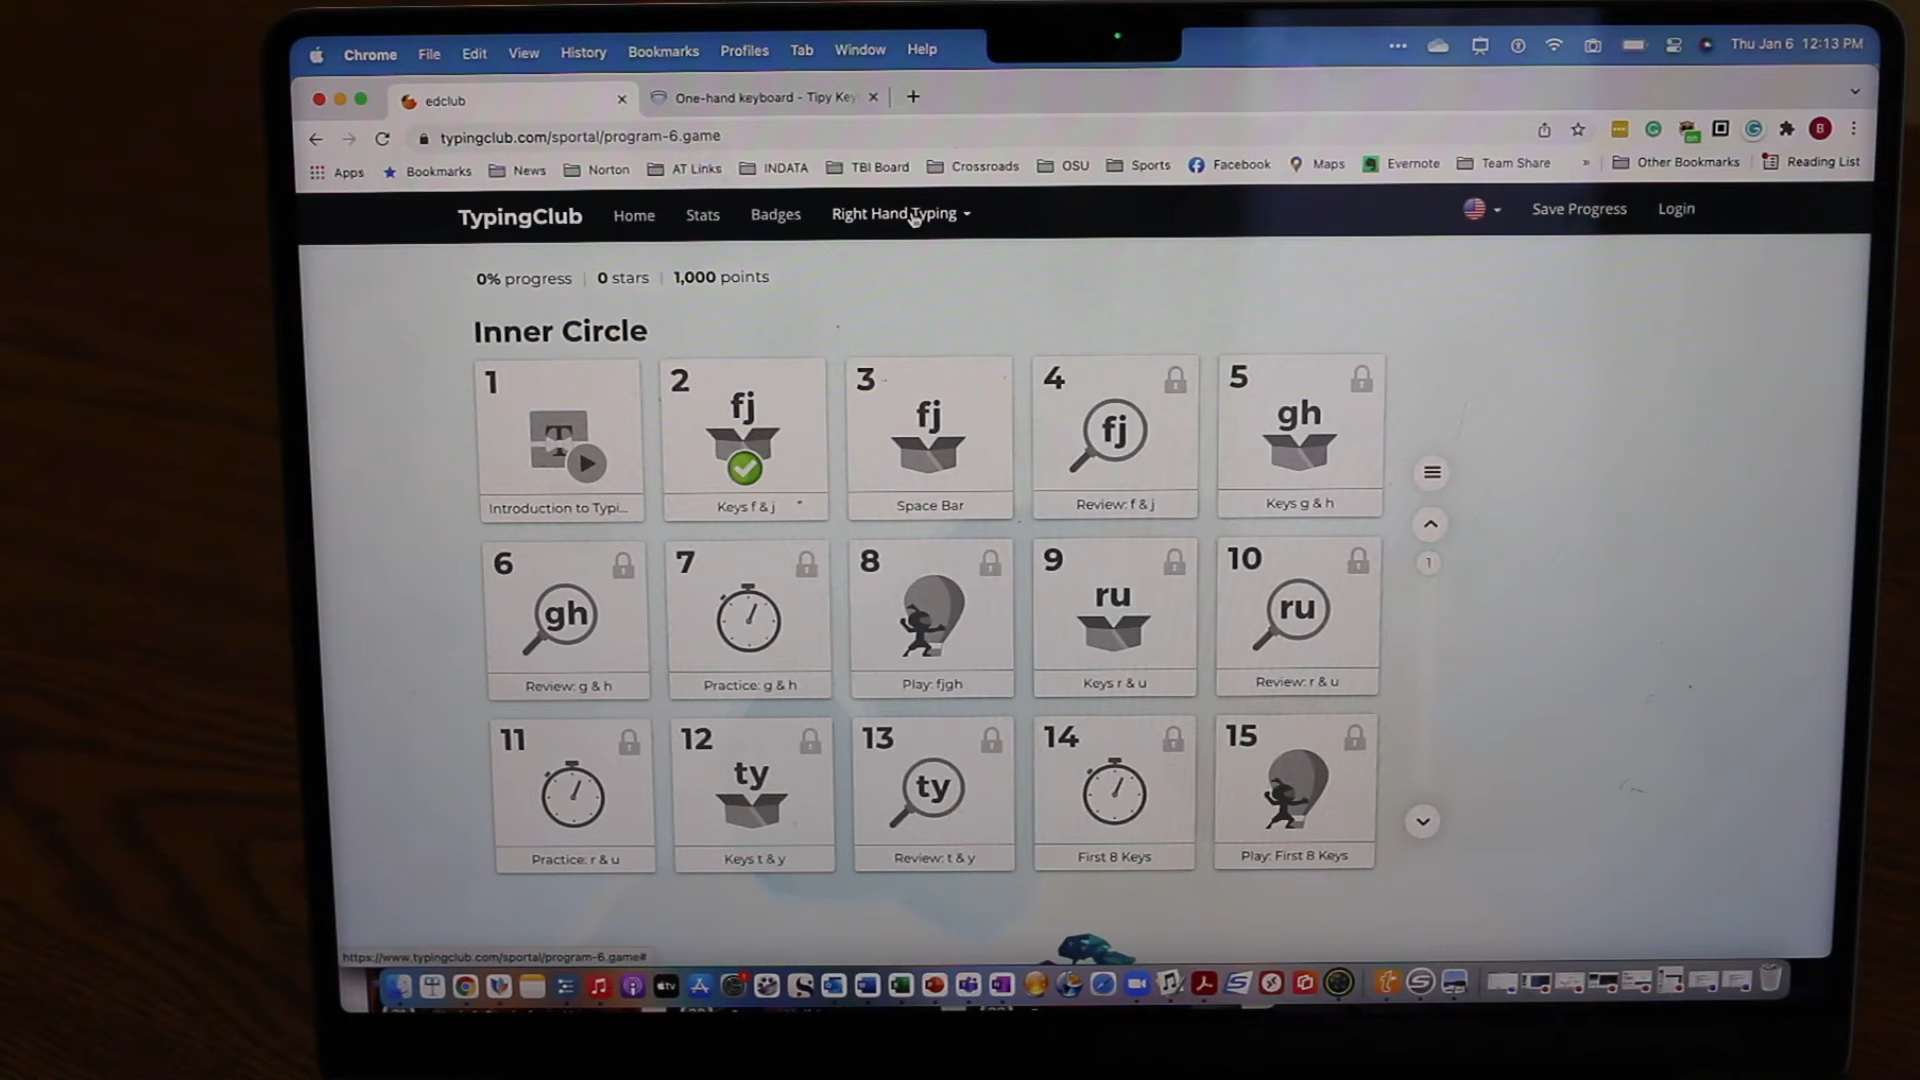 Chrome File Edit View History Bookmarks Profiles Tab Window Help
Thu Jan 6 12:13 PM
edclub
One-hand keyboard - Tipy Key
typingclub.com/sportal/program-6.game
B
Apps Bookmarks News Norton AT Links INDATA TBI Board Crossroads OSU Sports Facebook Maps Evernote Team Share » Other Bookmarks Reading List
TypingClub Home Stats Badges Right Hand Typing
Save Progress Login
0% progress | 0 stars | 1,000 points
Inner Circle
1 2 3 4 5
T fj fj fj gh
Introduction to Typi... Keys f & j Space Bar Review: f & j Keys g & h
1
6 7 8 9 10
gh ru ru
Review: g & h Practice: g & h Play: fjgh Keys r & u Review: r & u
11 12 13 14 15
ty ty
Practice: r & u Keys t & y Review: t & y First 8 Keys Play: First 8 Keys
https://www.typingclub.com/sportal/program-6.game#
tv